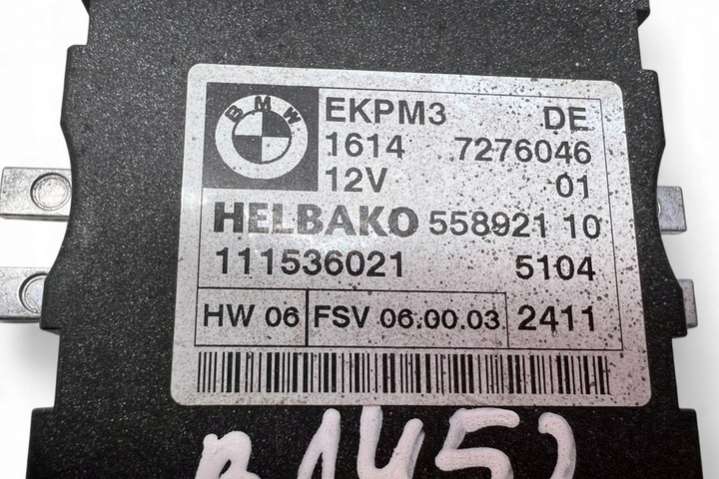 BMW
EKPM3 DE
1614 7276046
12V 01
HELBAKO 558921 10
111536021 5104
HW 06 FSV 06.00.03 2411